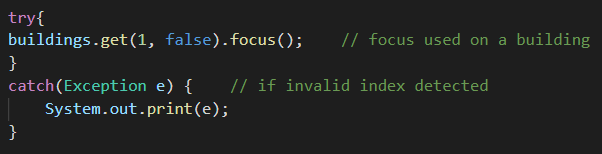 try{
buildings.get(1, false).focus();    // focus used on a building
}
catch(Exception e) {    // if invalid index detected
    System.out.print(e);
}